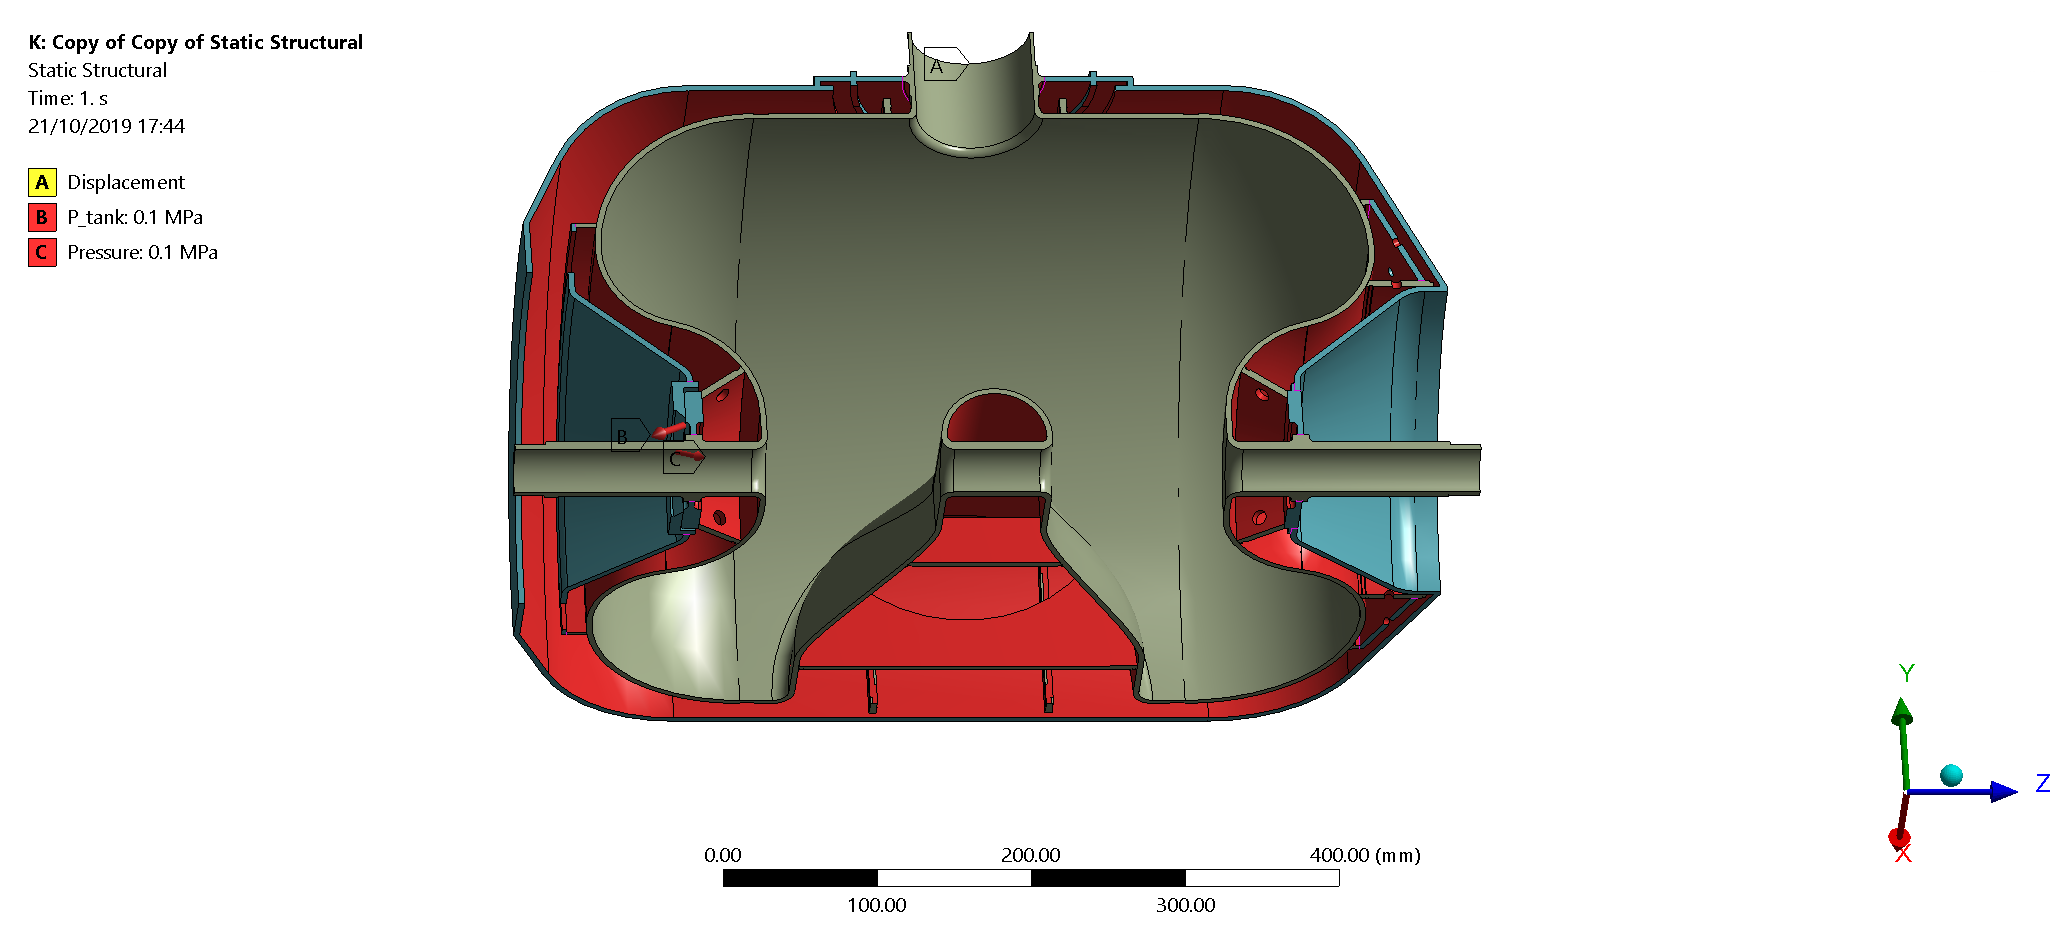 K: Copy of Copy of Static Structural
Static Structural
Time: 1. s
21/10/2019 17:44
A Displacement
B P_tank: 0.1 MPa
C Pressure: 0.1 MPa
A
B
C
Y
Z
X
0.00 200.00 400.00 (mm)
100.00 300.00